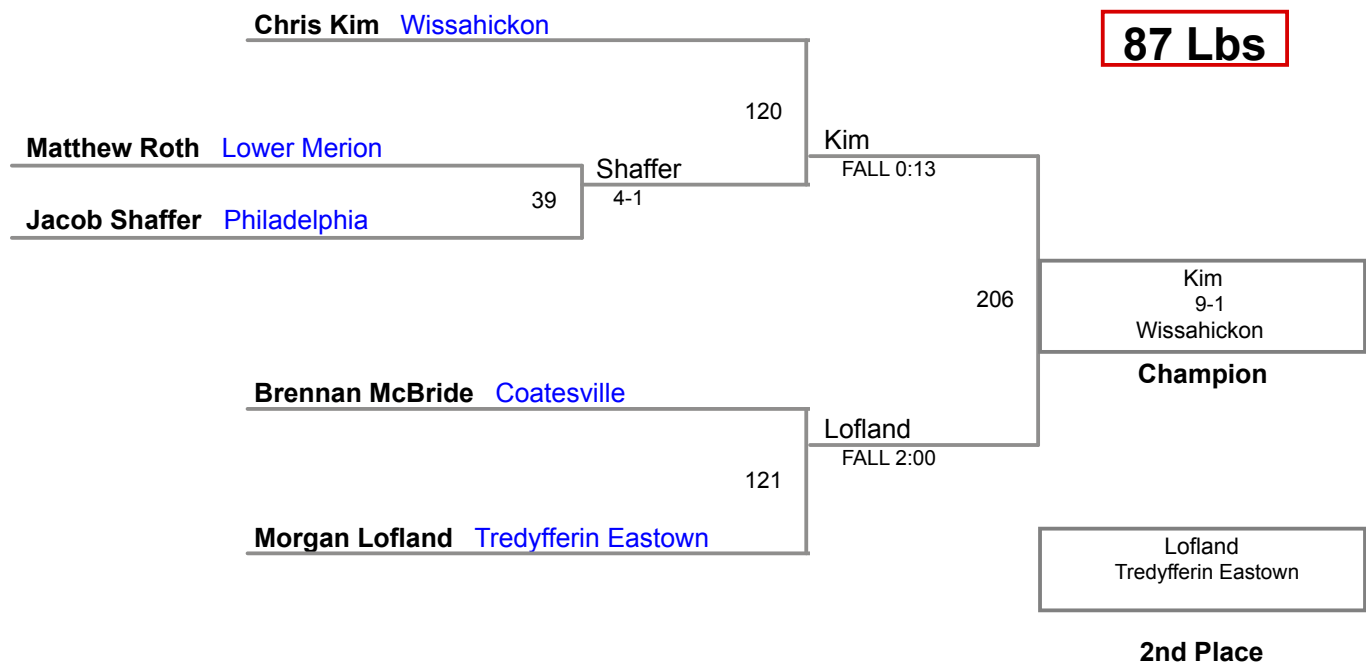 Chris Kim Wissahickon
87 Lbs
120
Kim
FALL 0:13
Matthew Roth Lower Merion
Shaffer
4-1
39
Jacob Shaffer Philadelphia
206
Kim
9-1
Wissahickon
Champion
Brennan McBride Coatesville
Lofland
FALL 2:00
121
Morgan Lofland Tredyfferin Eastown
Lofland
Tredyfferin Eastown
2nd Place